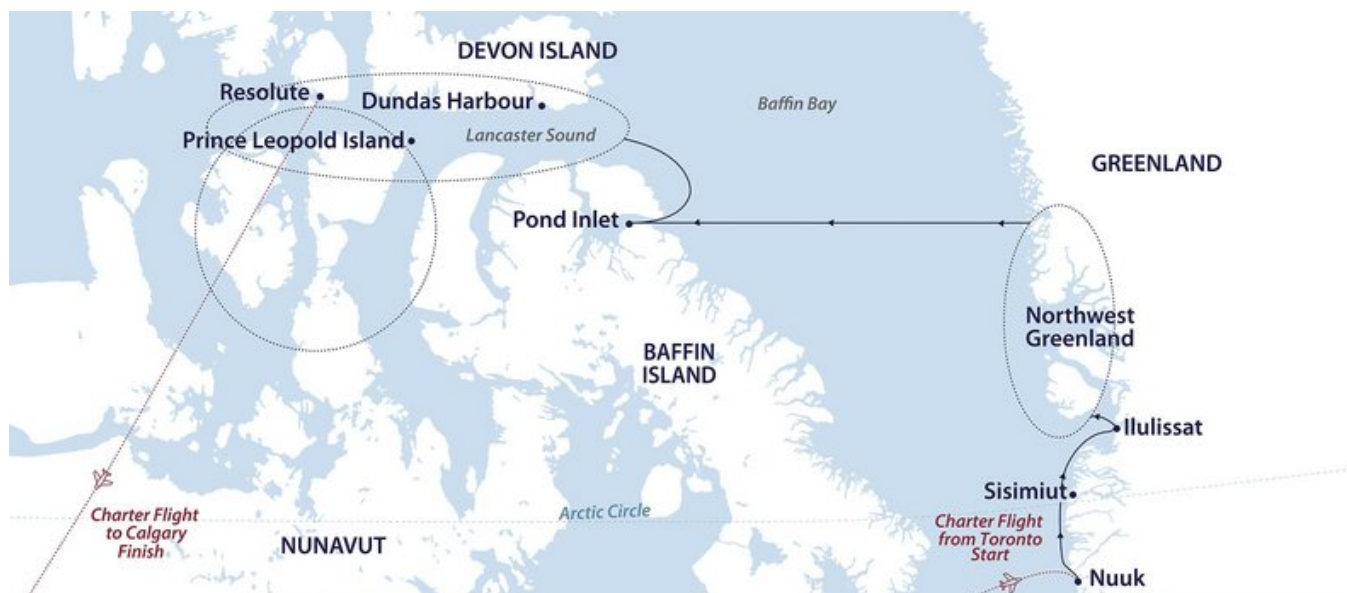 DEVON ISLAND
Resolute
Dundas Harbour
Baffin Bay
Prince Leopold Island
Lancaster Sound
GREENLAND
Pond Inlet
Northwest
Greenland
BAFFIN
ISLAND
Ilulissat
Sisimiut
Arctic Circle
Charter Flight
to Calgary
Finish
NUNAVUT
Charter Flight
from Toronto
Start
Nuuk